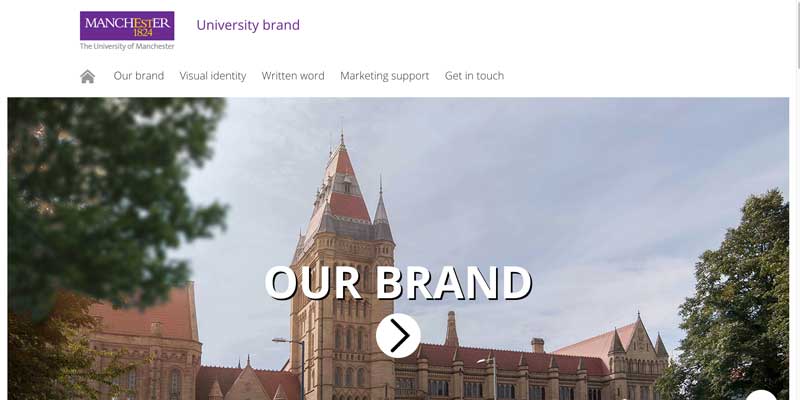 MANCHESTER
1824
The University of Manchester
University brand
Our brand
Visual identity
Written word
Marketing support
Get in touch
OUR BRAND